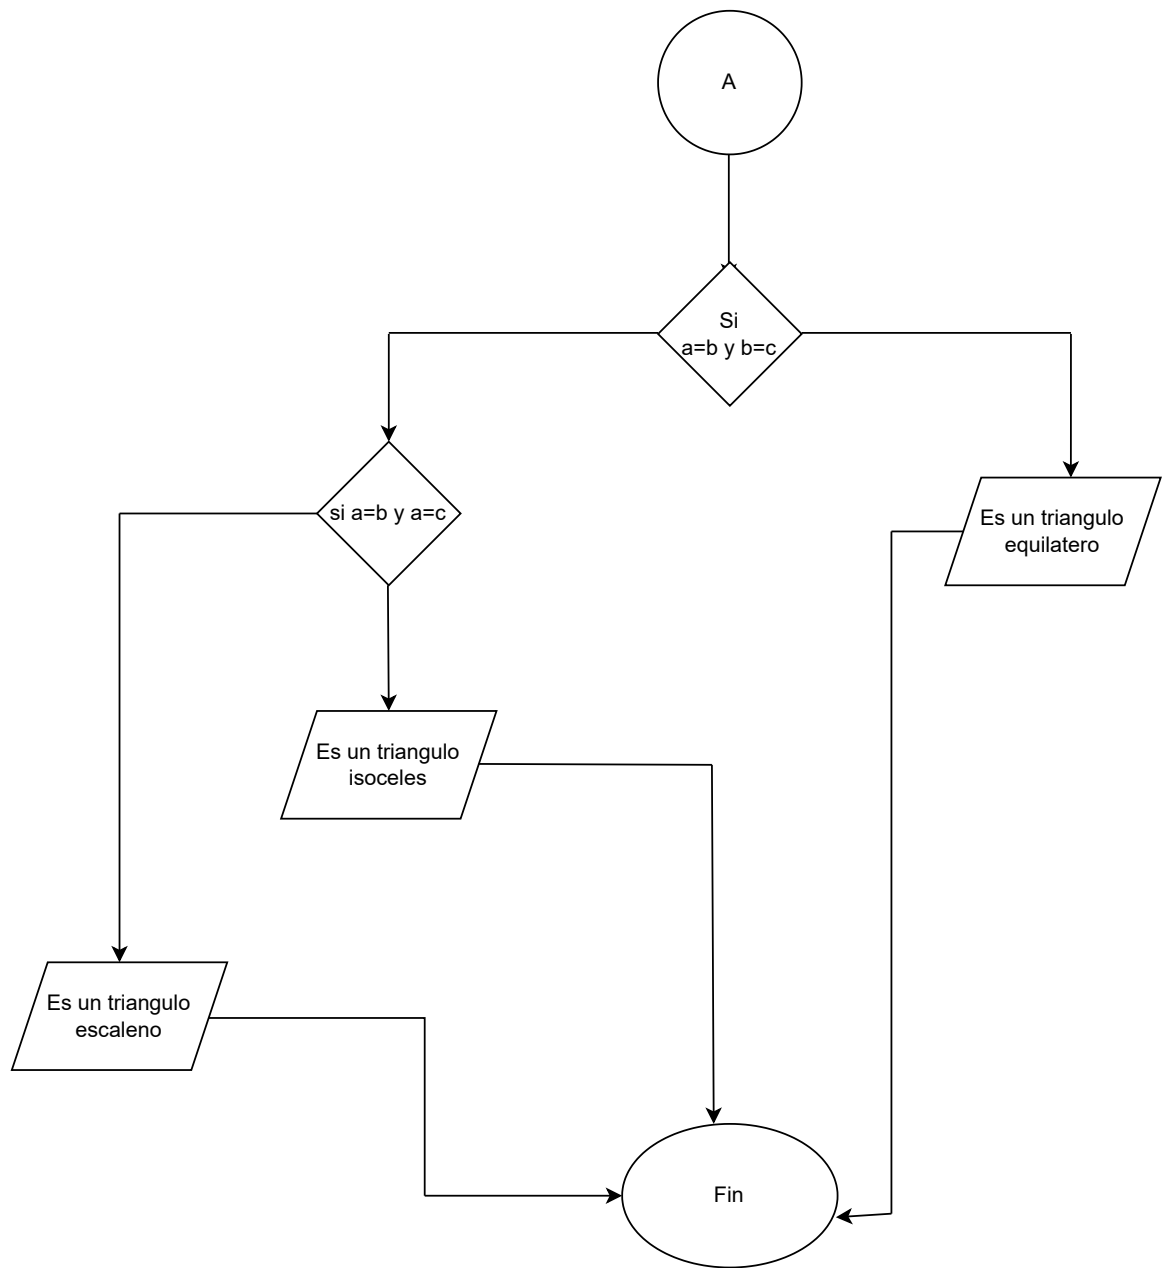 A
Si
a=b y b=c
si a=b y a=c
Es un triangulo
equilatero
Es un triangulo
isoceles
Es un triangulo
escaleno
Fin